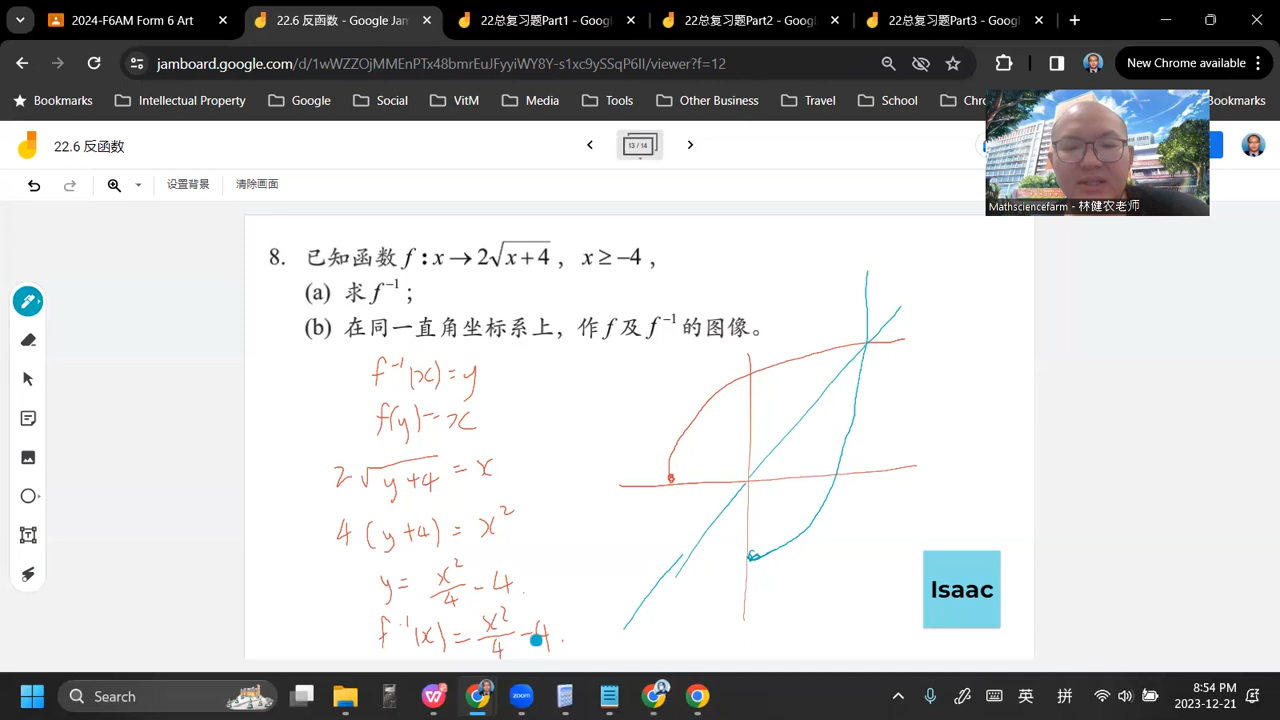 2024-F6AM Form 6 Art
22.6 反函数 - Google Jam
22总复习题Part1 - Googl
22总复习题Part2 - Googl
22总复习题Part3 - Googl
jamboard.google.com/d/1wWZZOjMMEnPTx48bmrEuJFyyiWY8Y-s1xc9ySSqP6lI/viewer?f=12
New Chrome available
Bookmarks
Intellectual Property
Google
Social
VitM
Media
Tools
Other Business
Travel
School
Bookmarks
22.6 反函数
13 / 14
设置背景
清除画面
Mathsciencefarm - 林健农老师
8. 已知函数 f : x → 2√(x+4) , x ≥ −4 ,
(a) 求 f⁻¹ ;
(b) 在同一直角坐标系上，作 f 及 f⁻¹ 的图像。
f⁻¹(x) = y
f(y) = x
2√(y+4) = x
4(y+4) = x²
y = x²/4 - 4.
f⁻¹(x) = x²/4 - 4.
Isaac
Search
zoom
英
拼
8:54 PM
2023-12-21